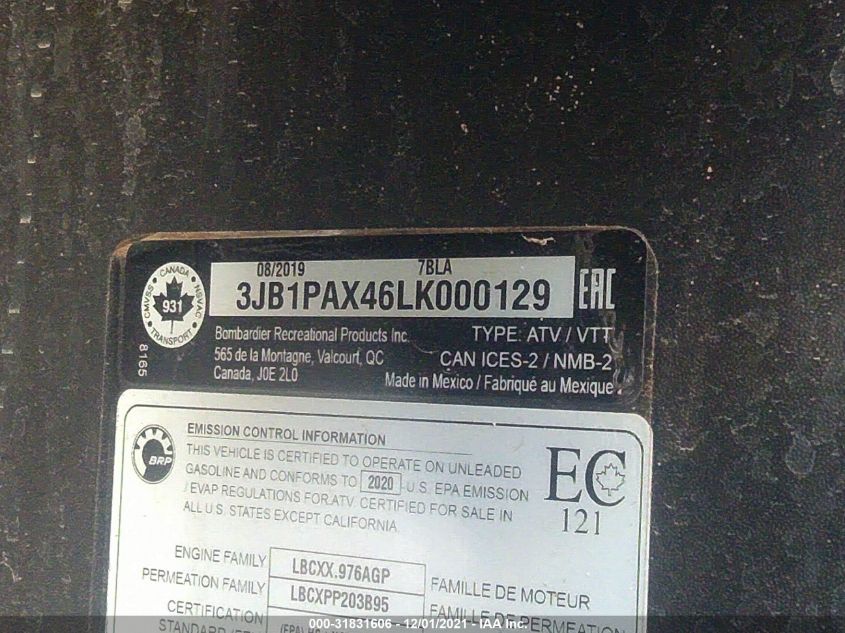 08/2019 7BLA
3JB1PAX46LK000129
EAC
CANADA
CMVSS NSVAC
931
TRANSPORT
8165
Bombardier Recreational Products Inc.
565 de la Montagne, Valcourt, QC
Canada, J0E 2L0
TYPE: ATV / VTT
CAN ICES-2 / NMB-2
Made in Mexico / Fabriqué au Mexique
BRP
EMISSION CONTROL INFORMATION
THIS VEHICLE IS CERTIFIED TO OPERATE ON UNLEADED
GASOLINE AND CONFORMS TO 2020 U.S. EPA EMISSION
/ EVAP REGULATIONS FOR ATV. CERTIFIED FOR SALE IN
ALL U.S. STATES EXCEPT CALIFORNIA.
EC
121
ENGINE FAMILY LBCXX.976AGP FAMILLE DE MOTEUR
PERMEATION FAMILY LBCXPP203B95 FAMILLE DE PERMÉATION
CERTIFICATION
000-31831606 - 12/01/2021 - IAA Inc.